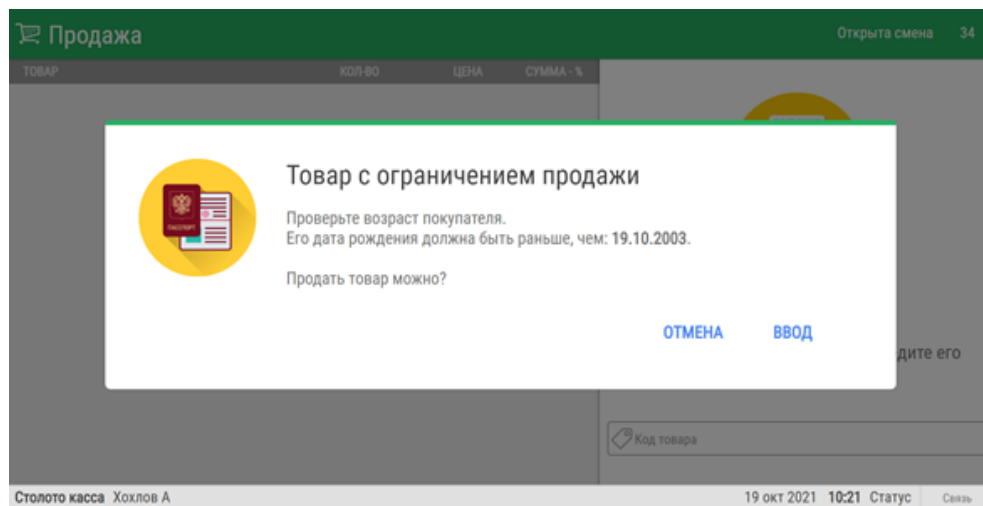 Продажа
Открыта смена 34
ТОВАР КОЛ-ВО ЦЕНА СУММА - %
ПАСПОРТ
Товар с ограничением продажи
Проверьте возраст покупателя.
Его дата рождения должна быть раньше, чем: 19.10.2003.
Продать товар можно?
ОТМЕНА ВВОД
дите его
Код товара
Столото касса Хохлов А
19 окт 2021 10:21 Статус Связь